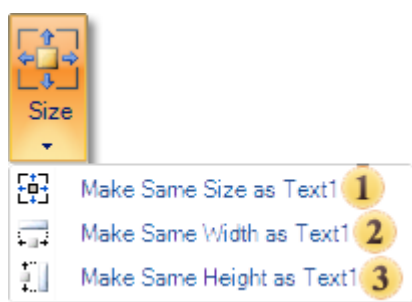 Size
Make Same Size as Text1 1
Make Same Width as Text1 2
Make Same Height as Text1 3